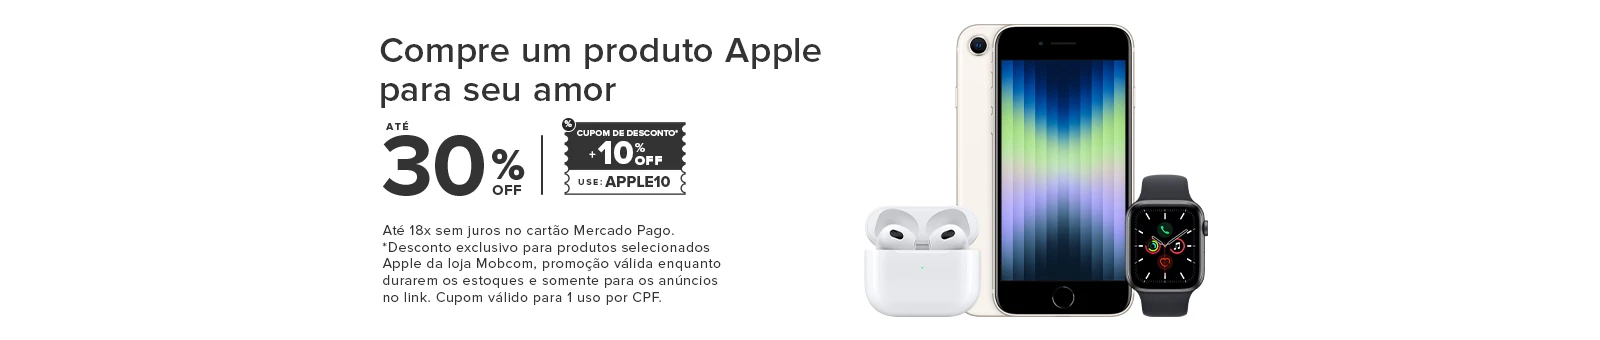 Compre um produto Apple
para seu amor
ATÉ
30%
OFF
%
CUPOM DE DESCONTO*
+10%
OFF
USE: APPLE10
Até 18x sem juros no cartão Mercado Pago.
*Desconto exclusivo para produtos selecionados
Apple da loja Mobcom, promoção válida enquanto
durarem os estoques e somente para os anúncios
no link. Cupom válido para 1 uso por CPF.